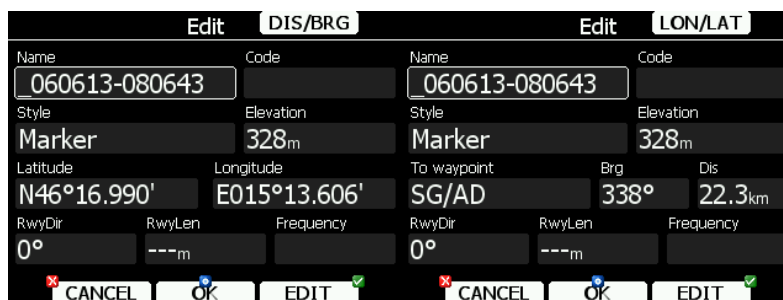 Edit DIS/BRG
Name Code
_060613-080643
Style Elevation
Marker 328m
Latitude Longitude
N46°16.990' E015°13.606'
RwyDir RwyLen Frequency
0° ---m
CANCEL OK EDIT
Edit LON/LAT
Name Code
_060613-080643
Style Elevation
Marker 328m
To waypoint Brg Dis
SG/AD 338° 22.3km
RwyDir RwyLen Frequency
0° ---m
CANCEL OK EDIT